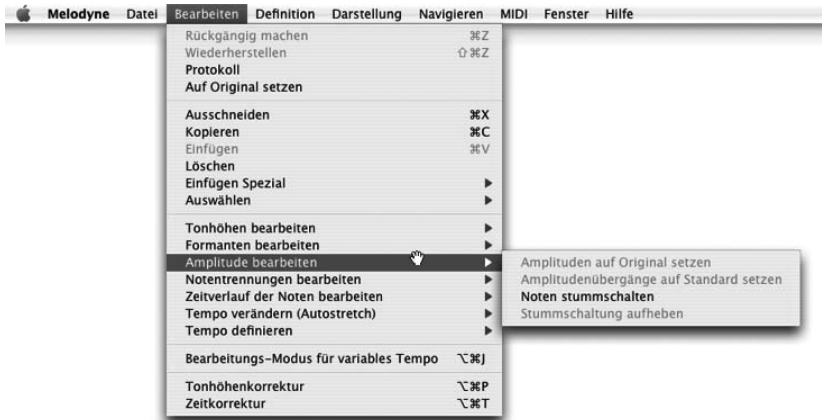 Melodyne Datei Bearbeiten Definition Darstellung Navigieren MIDI Fenster Hilfe
Rückgängig machen ⌘Z
Wiederherstellen ⇧⌘Z
Protokoll
Auf Original setzen
Ausschneiden ⌘X
Kopieren ⌘C
Einfügen ⌘V
Löschen
Einfügen Spezial
Auswählen
Tonhöhen bearbeiten
Formanten bearbeiten
Amplitude bearbeiten
Notentrennungen bearbeiten
Zeitverlauf der Noten bearbeiten
Tempo verändern (Autostretch)
Tempo definieren
Bearbeitungs-Modus für variables Tempo ⌥⌘J
Tonhöhenkorrektur ⌥⌘P
Zeitkorrektur ⌥⌘T
Amplituden auf Original setzen
Amplitudenübergänge auf Standard setzen
Noten stummschalten
Stummschaltung aufheben